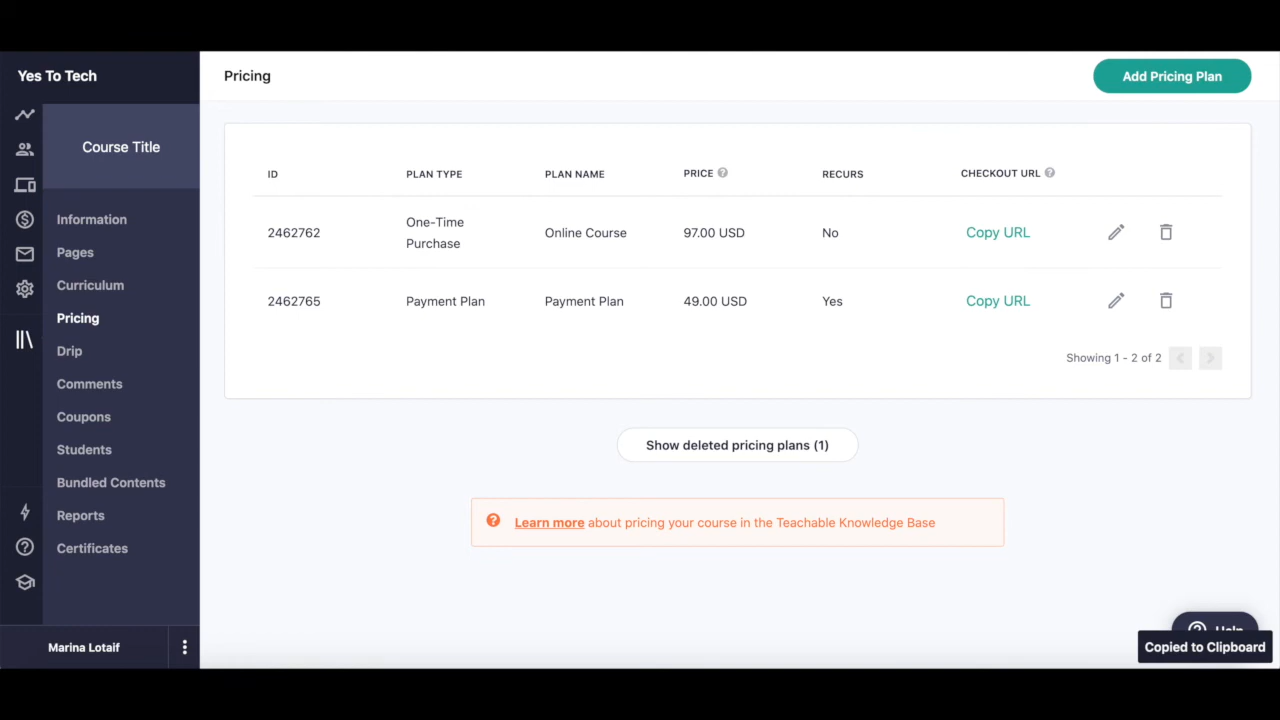 Yes To Tech
Pricing
Add Pricing Plan
Course Title
Information
Pages
Curriculum
Pricing
Drip
Comments
Coupons
Students
Bundled Contents
Reports
Certificates
Marina Lotaif
ID PLAN TYPE PLAN NAME PRICE RECURS CHECKOUT URL
2462762 One-Time Purchase Online Course 97.00 USD No Copy URL
2462765 Payment Plan Payment Plan 49.00 USD Yes Copy URL
Showing 1 - 2 of 2
Show deleted pricing plans (1)
Learn more about pricing your course in the Teachable Knowledge Base
Help
Copied to Clipboard